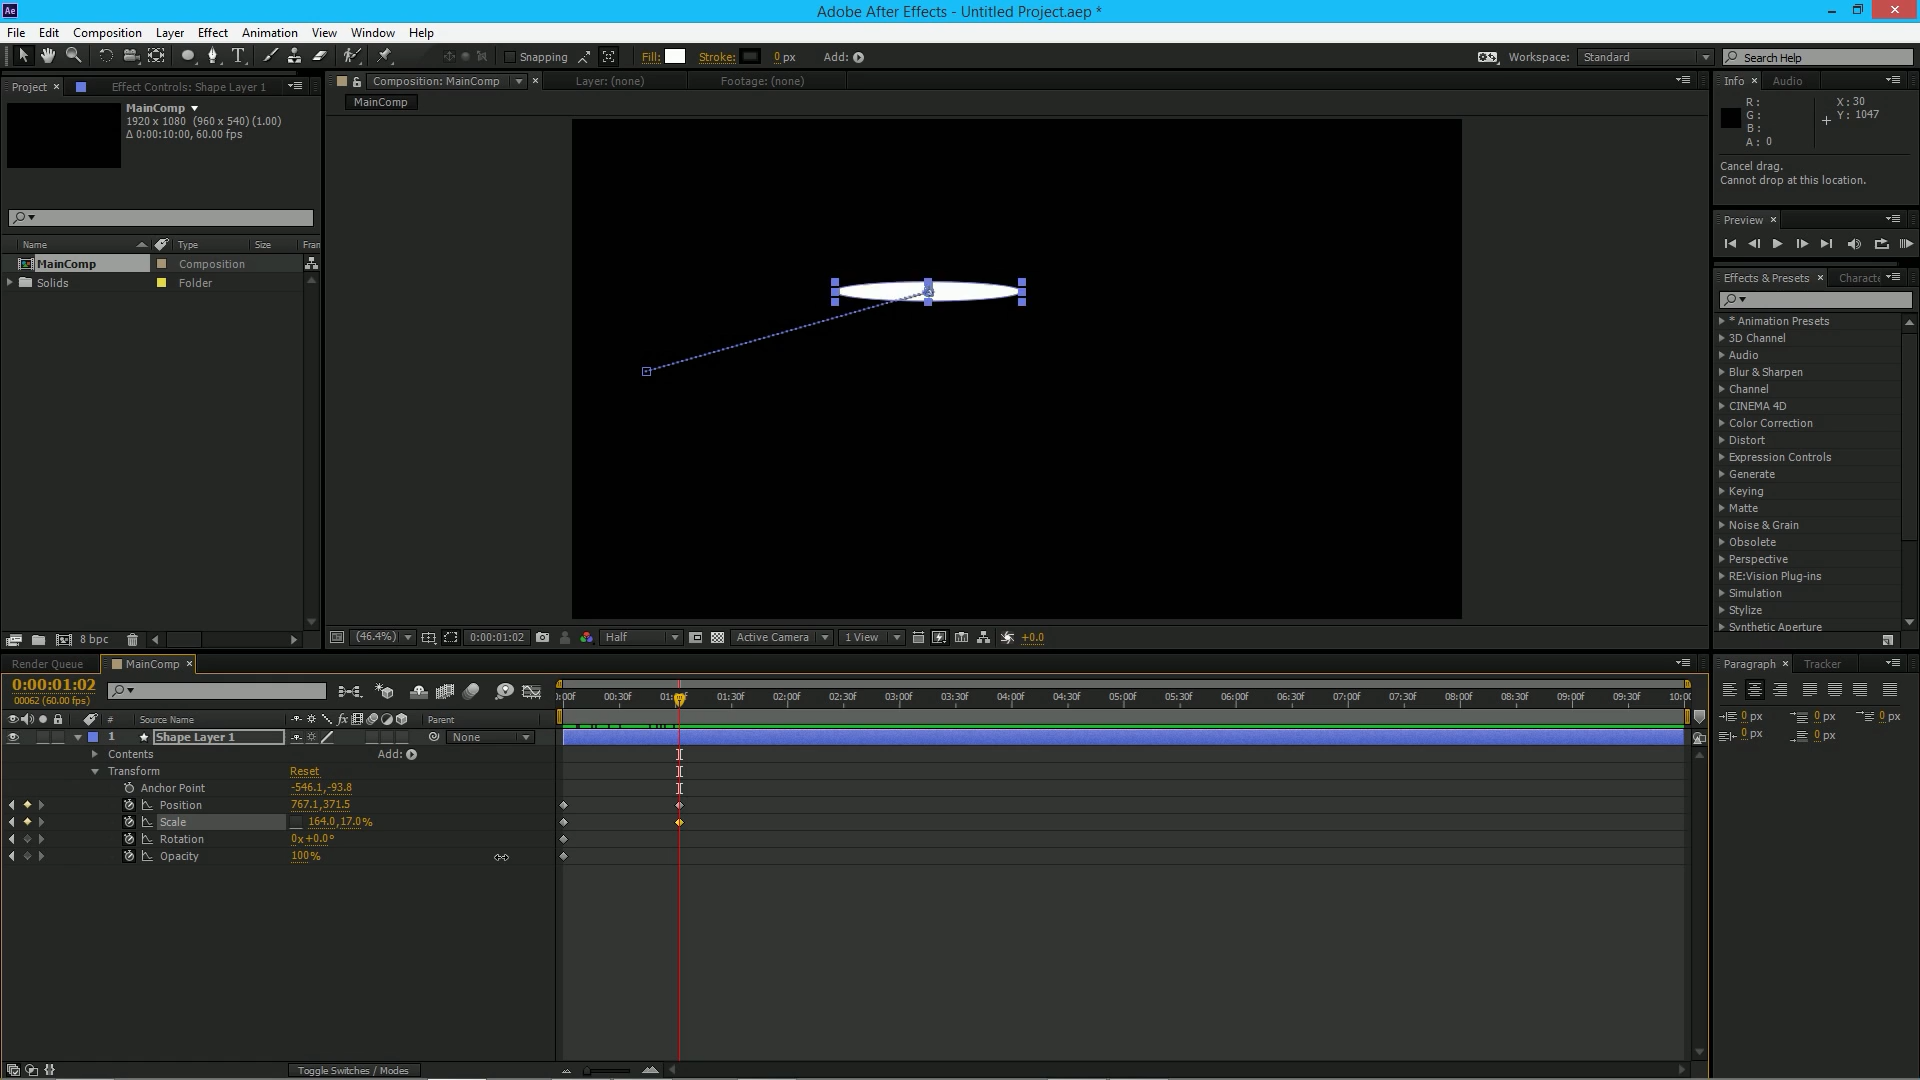 Ae
Adobe After Effects - Untitled Project.aep *
File Edit Composition Layer Effect Animation View Window Help
Snapping Fill: Stroke: 0 px Add: Workspace: Standard Search Help
Project × Effect Controls: Shape Layer 1
MainComp
1920 x 1080 (960 x 540) (1.00)
Δ 0:00:10:00, 60.00 fps
Name Type Size Fran
MainComp Composition
Solids Folder
8 bpc
Composition: MainComp × Layer: (none) Footage: (none)
MainComp
(46.4%) 0:00:01:02 Half Active Camera 1 View +0.0
Info × Audio
R: X: 30
G: Y: 1047
B:
A: 0
Cancel drag.
Cannot drop at this location.
Preview ×
Effects & Presets × Characte
* Animation Presets
3D Channel
Audio
Blur & Sharpen
Channel
CINEMA 4D
Color Correction
Distort
Expression Controls
Generate
Keying
Matte
Noise & Grain
Obsolete
Perspective
RE:Vision Plug-ins
Simulation
Stylize
Synthetic Aperture
Render Queue MainComp ×
0:00:01:02
00062 (60.00 fps)
):00f 00:30f 01:00f 01:30f 02:00f 02:30f 03:00f 03:30f 04:00f 04:30f 05:00f 05:30f 06:00f 06:30f 07:00f 07:30f 08:00f 08:30f 09:00f 09:30f 10:00
# Source Name fx Parent
1 Shape Layer 1 None
Contents Add:
Transform Reset
Anchor Point -546.1,-93.8
Position 767.1,371.5
Scale 164.0,17.0%
Rotation 0x+0.0°
Opacity 100%
Toggle Switches / Modes
Paragraph × Tracker
0 px 0 px 0 px
0 px 0 px